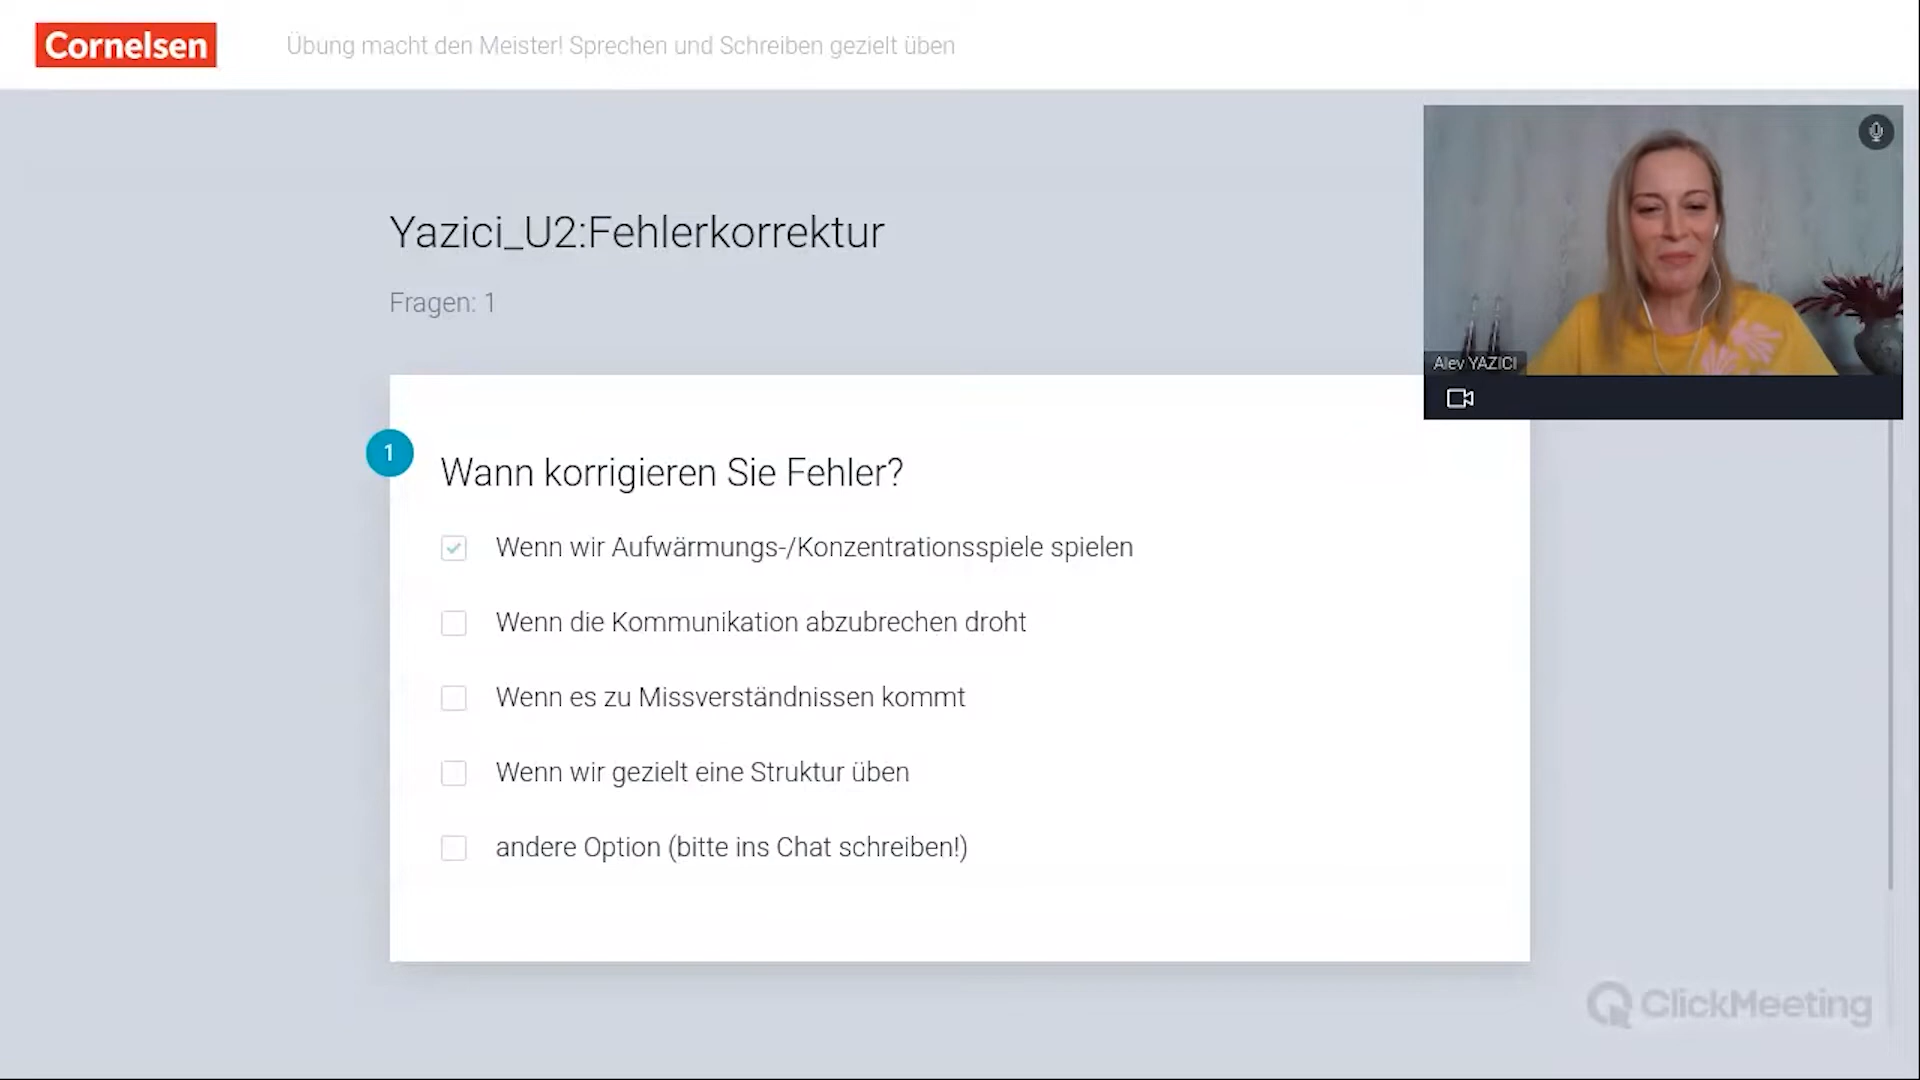 Cornelsen
Übung macht den Meister! Sprechen und Schreiben gezielt üben
Yazici_U2:Fehlerkorrektur
Fragen: 1
Alev YAZICI
1
Wann korrigieren Sie Fehler?
Wenn wir Aufwärmungs-/Konzentrationsspiele spielen
Wenn die Kommunikation abzubrechen droht
Wenn es zu Missverständnissen kommt
Wenn wir gezielt eine Struktur üben
andere Option (bitte ins Chat schreiben!)
ClickMeeting